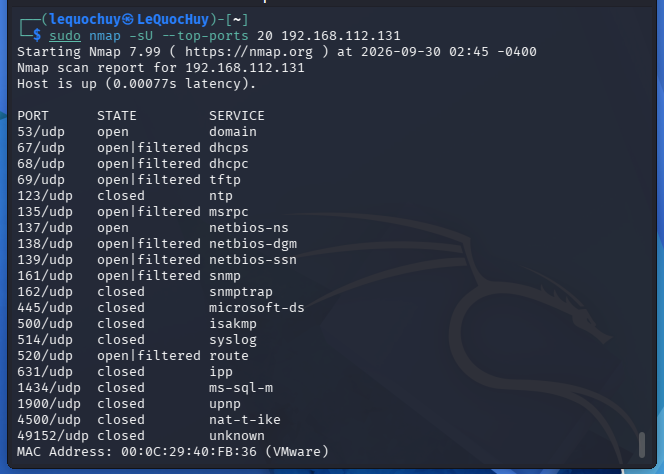 ┌──(lequochuy㉿LeQuocHuy)-[~]
└─$ sudo nmap -sU --top-ports 20 192.168.112.131
Starting Nmap 7.99 ( https://nmap.org ) at 2026-09-30 02:45 -0400
Nmap scan report for 192.168.112.131
Host is up (0.00077s latency).

PORT      STATE         SERVICE
53/udp    open          domain
67/udp    open|filtered dhcps
68/udp    open|filtered dhcpc
69/udp    open|filtered tftp
123/udp   closed        ntp
135/udp   open|filtered msrpc
137/udp   open          netbios-ns
138/udp   open|filtered netbios-dgm
139/udp   open|filtered netbios-ssn
161/udp   open|filtered snmp
162/udp   closed        snmptrap
445/udp   closed        microsoft-ds
500/udp   closed        isakmp
514/udp   closed        syslog
520/udp   open|filtered route
631/udp   closed        ipp
1434/udp  closed        ms-sql-m
1900/udp  closed        upnp
4500/udp  closed        nat-t-ike
49152/udp closed        unknown
MAC Address: 00:0C:29:40:FB:36 (VMware)